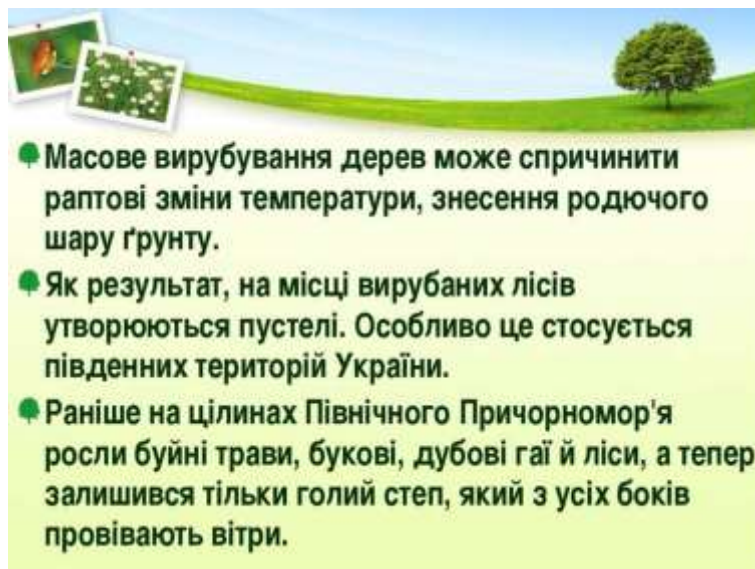 Масове вирубування дерев може спричинити
раптові зміни температури, знесення родючого
шару ґрунту.
Як результат, на місці вирубаних лісів
утворюються пустелі. Особливо це стосується
південних територій України.
Раніше на цілинах Північного Причорномор'я
росли буйні трави, букові, дубові гаї й ліси, а тепер
залишився тільки голий степ, який з усіх боків
провівають вітри.